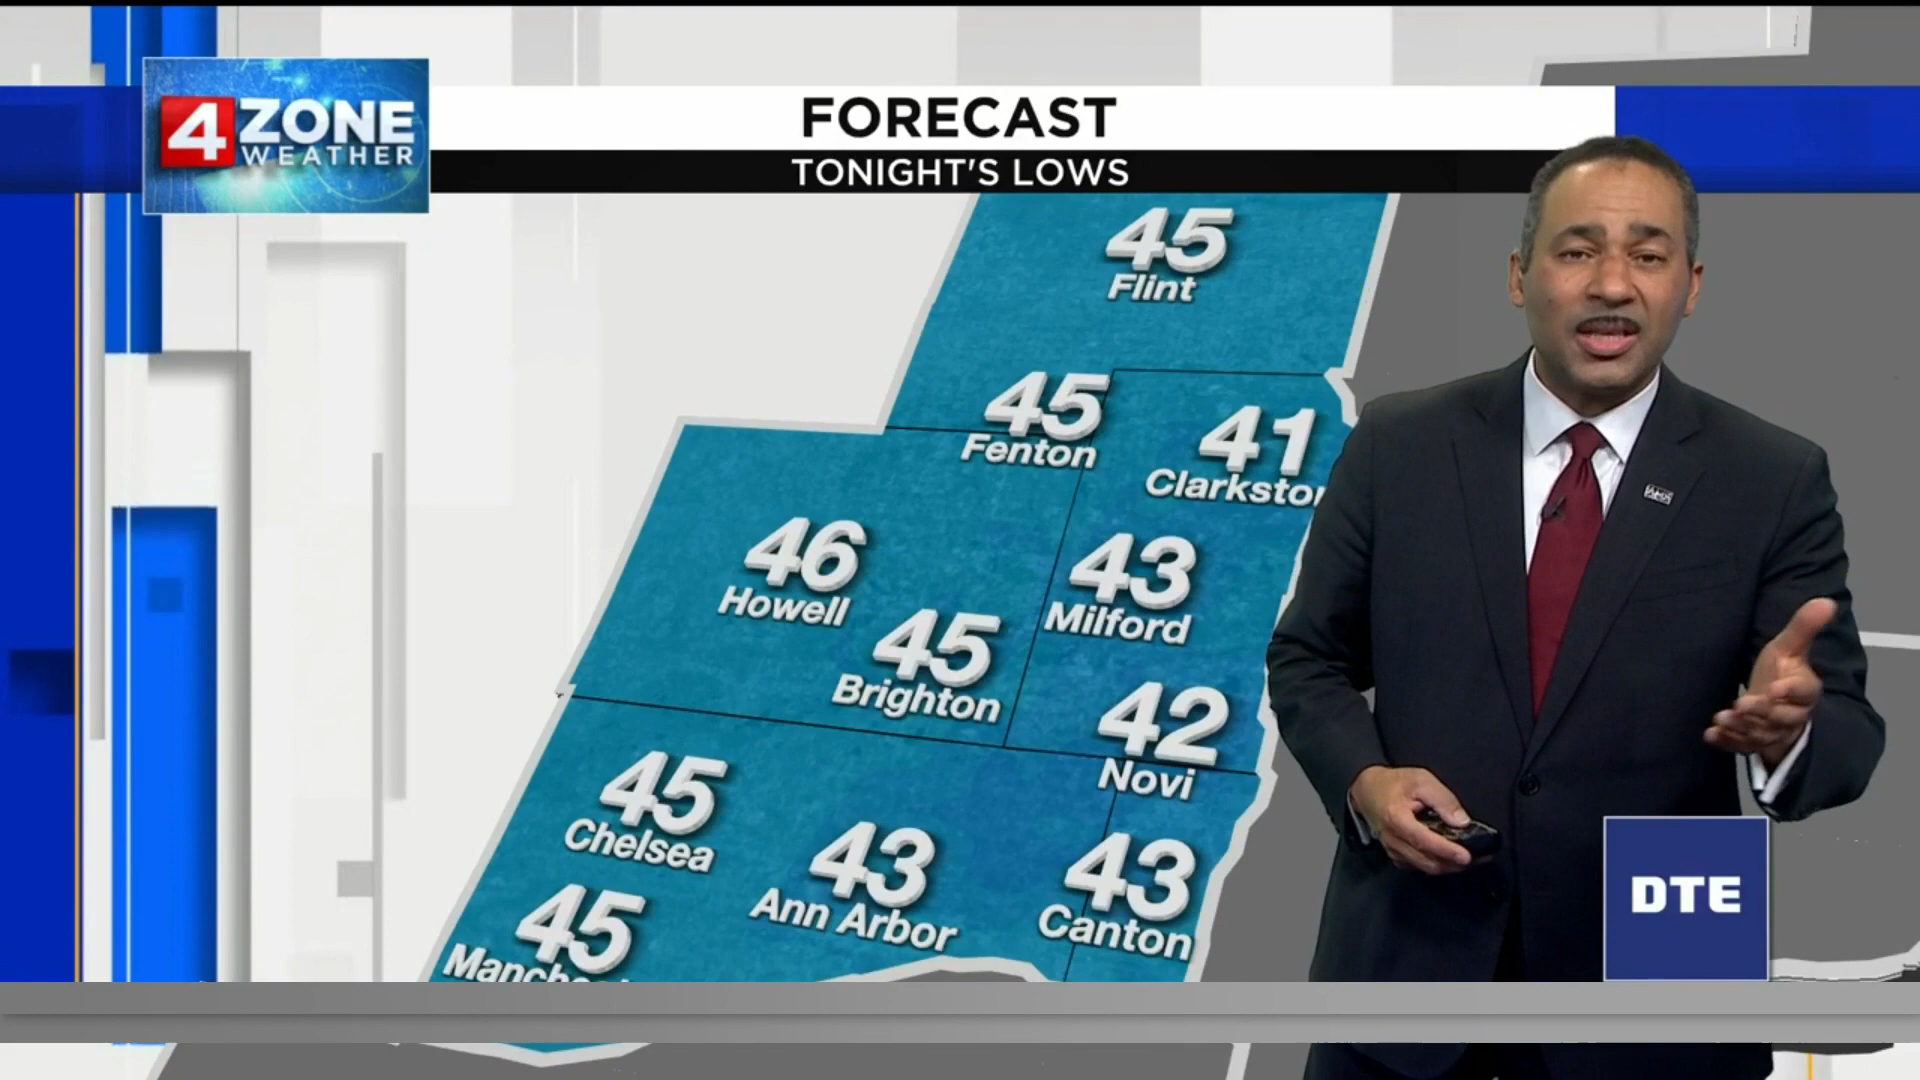 4 ZONE
WEATHER
FORECAST
TONIGHT'S LOWS
45
Flint
45
Fenton
41
46
Howell
43
Milford
45
Brighton
42
Novi
45
Chelsea
43
Ann Arbor
43
Canton
45
DTE